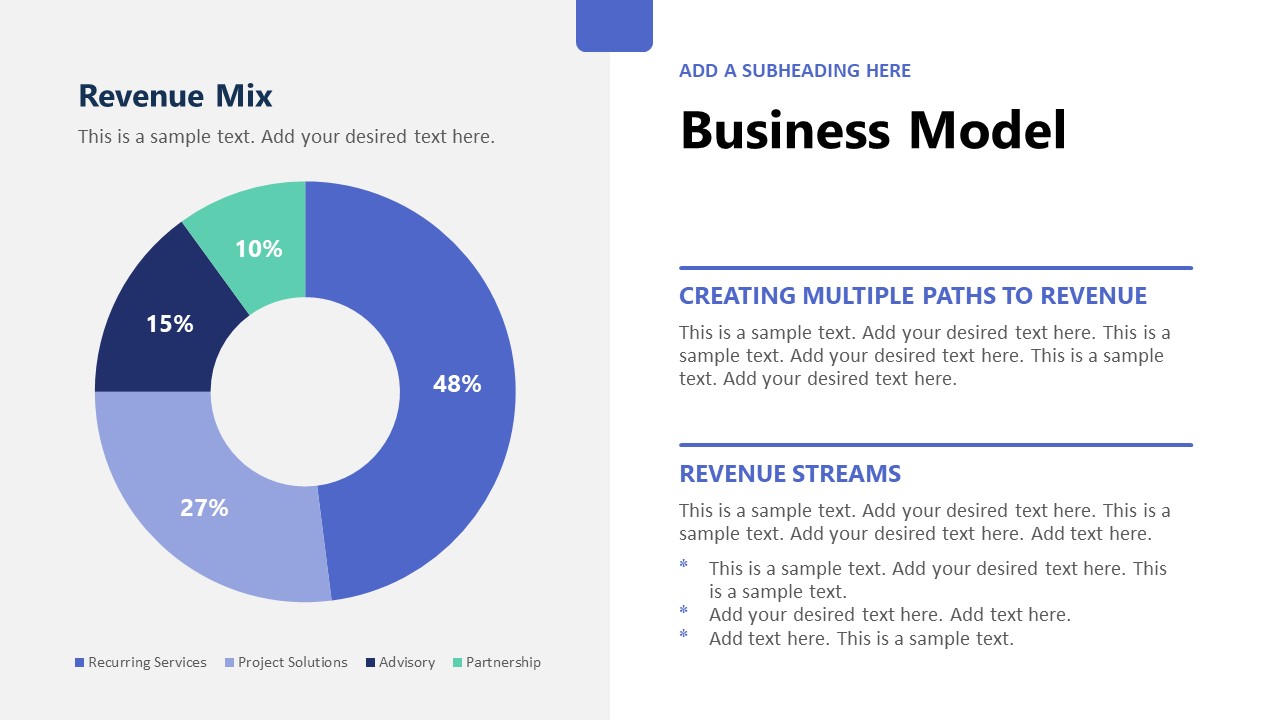 Revenue Mix
This is a sample text. Add your desired text here.
10%
15%
48%
27%
Recurring Services
Project Solutions
Advisory
Partnership
ADD A SUBHEADING HERE
Business Model
CREATING MULTIPLE PATHS TO REVENUE
This is a sample text. Add your desired text here. This is a
sample text. Add your desired text here. This is a sample
text. Add your desired text here.
REVENUE STREAMS
This is a sample text. Add your desired text here. This is a
sample text. Add your desired text here. Add text here.
* This is a sample text. Add your desired text here. This
is a sample text.
* Add your desired text here. Add text here.
* Add text here. This is a sample text.